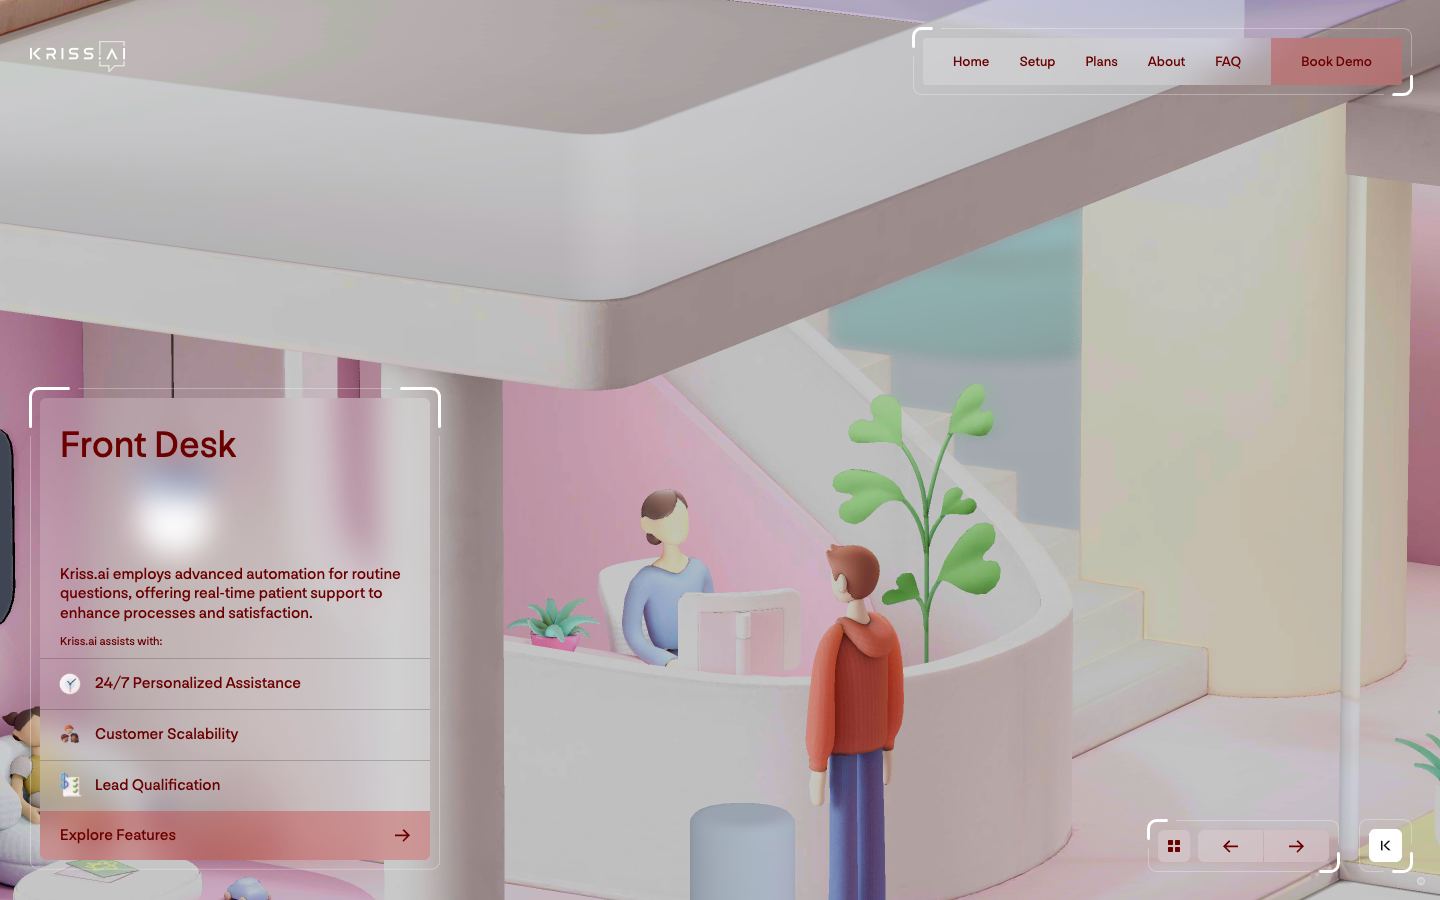 KRISS AI
Home Setup Plans About FAQ Book Demo
Front Desk
Kriss.ai employs advanced automation for routine
questions, offering real-time patient support to
enhance processes and satisfaction.
Kriss.ai assists with:
24/7 Personalized Assistance
Customer Scalability
Lead Qualification
Explore Features